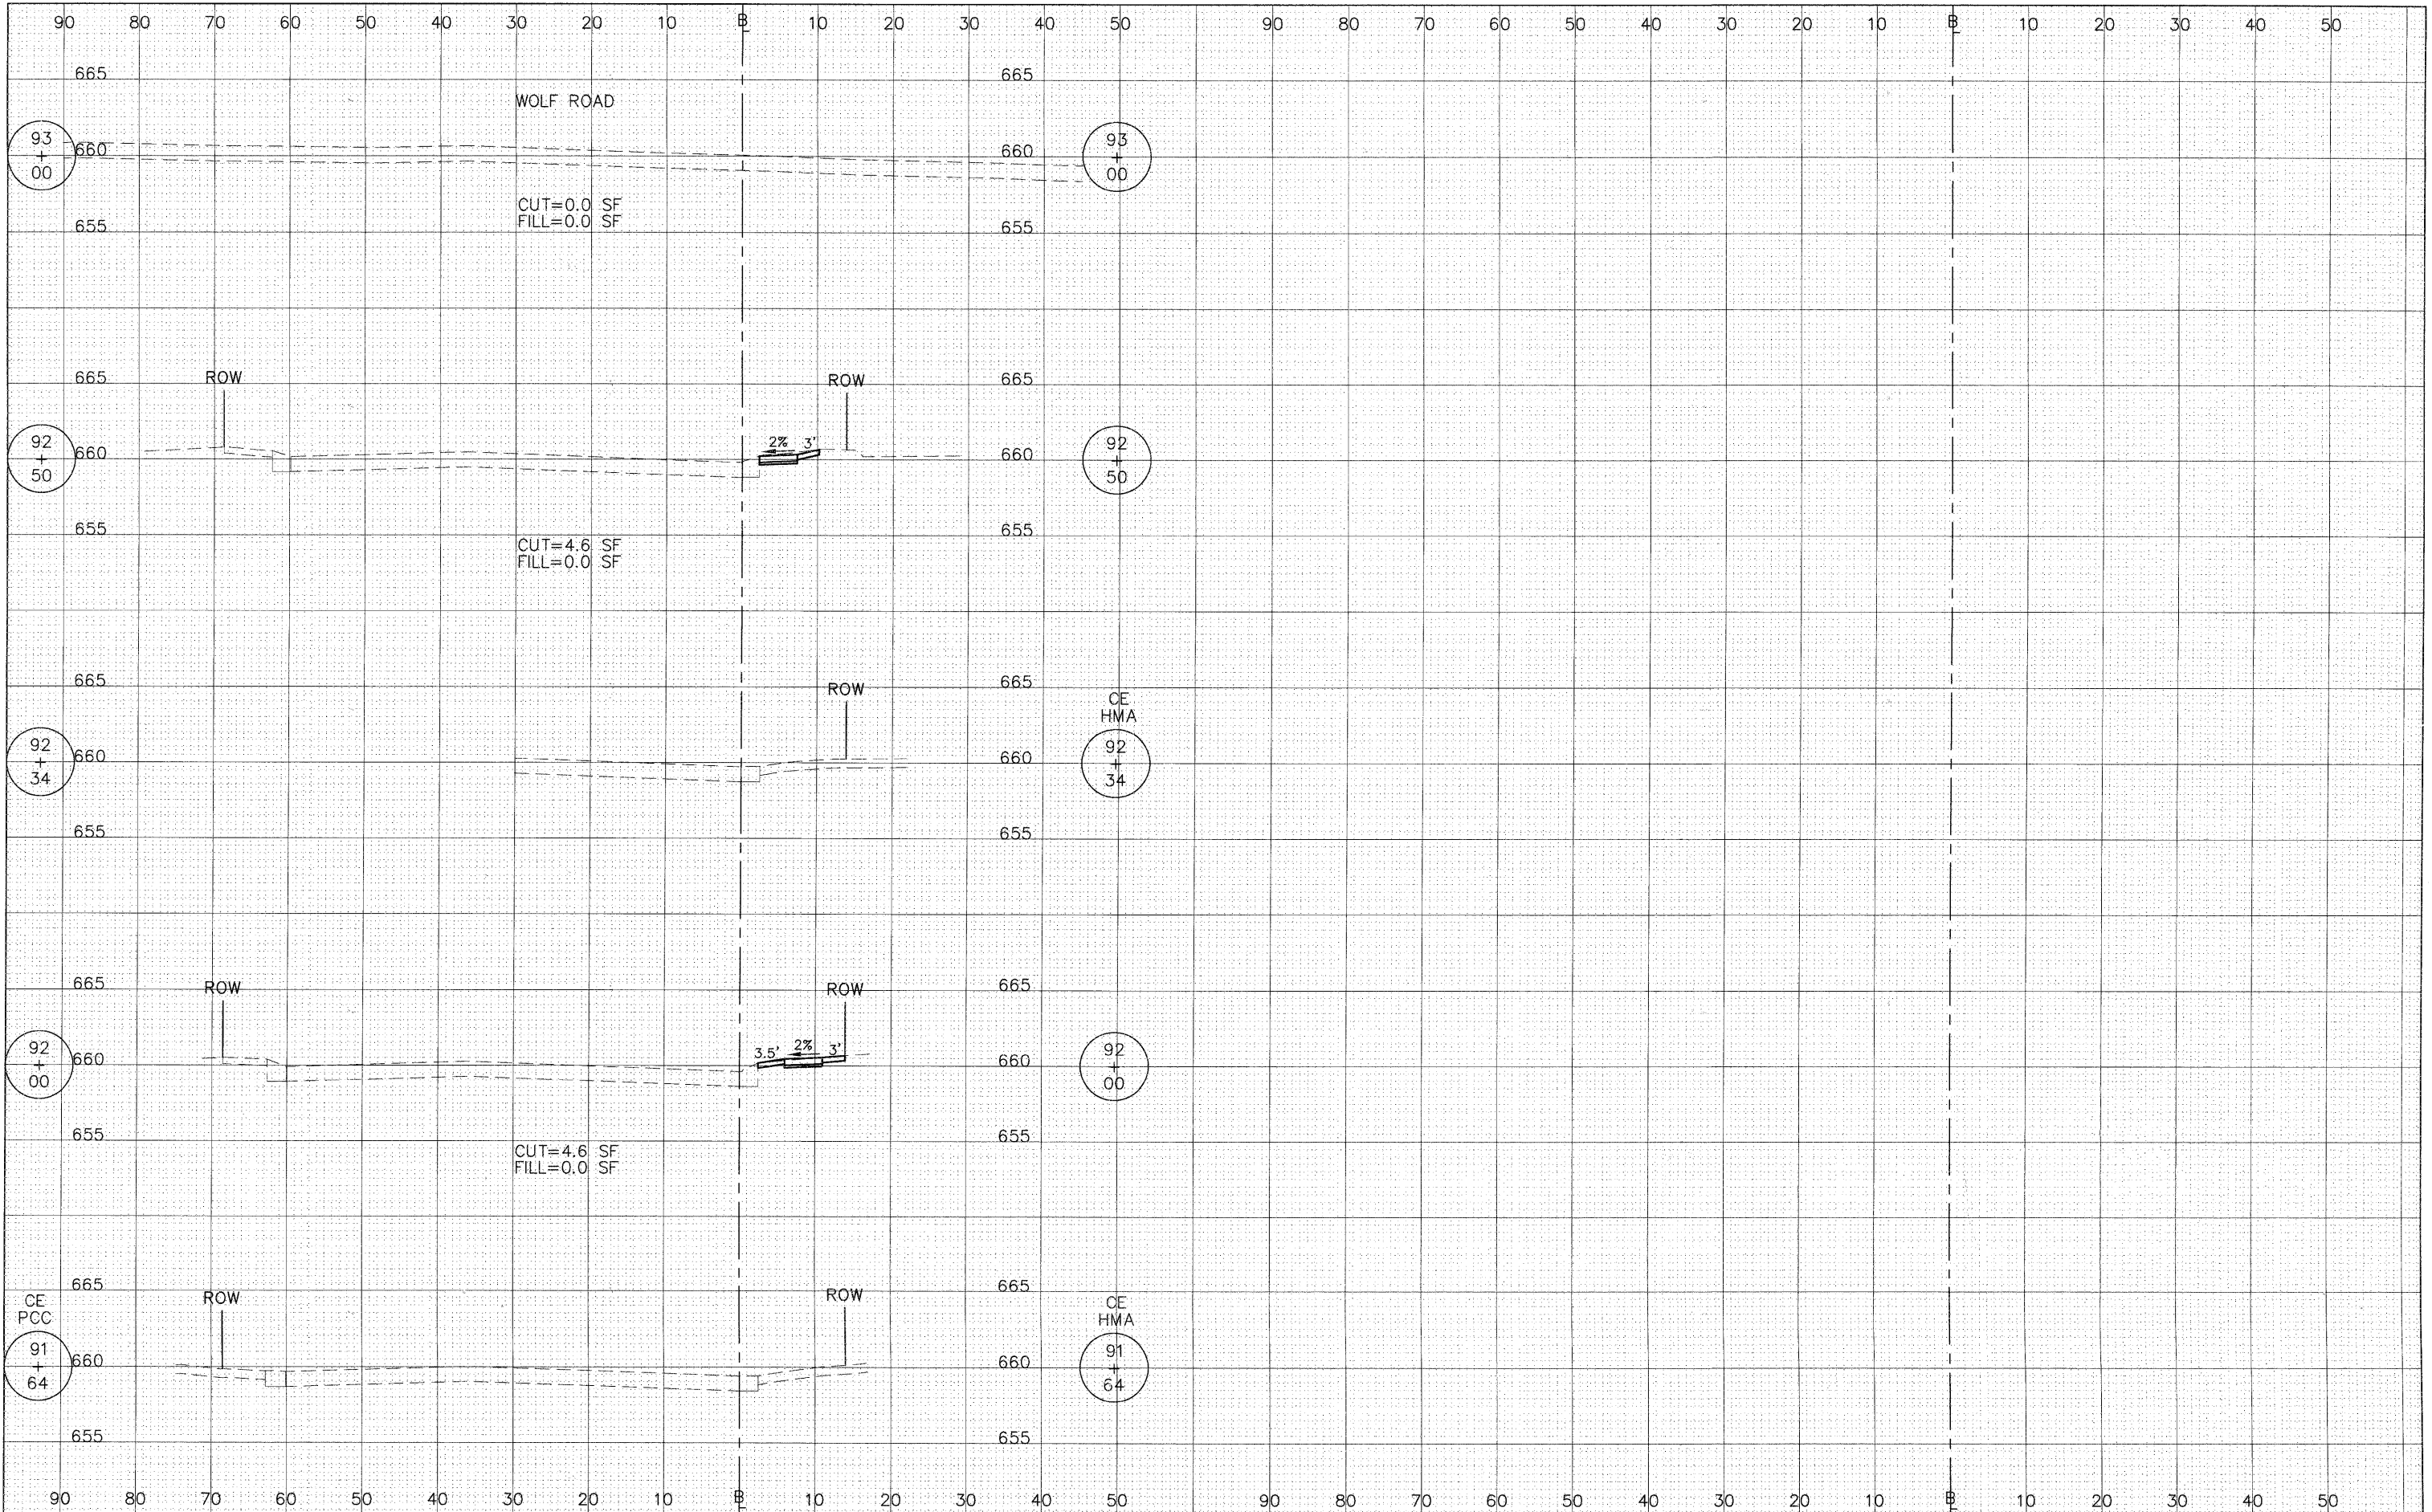 90 80 70 60 50 40 30 20 10 B 10 20 30 40 50 90 80 70 60 50 40 30 20 10 B 10 20 30 40 50
665 665
WOLF ROAD
93 660 660 93
00 00
CUT=0.0 SF
FILL=0.0 SF
655 655
ROW 665 ROW 665
2% 3'
92 660 660 92
50 50
655 655
CUT=4.6 SF
FILL=0.0 SF
665 ROW 665 CE
HMA
92 660 660 92
34 34
655 655
665 665
ROW ROW
3.5' 2% 3'
92 660 660 92
00 00
655 655
CUT=4.6 SF
FILL=0.0 SF
665 665
CE ROW ROW CE
PCC HMA
91 660 660 91
64 64
655 655
90 80 70 60 50 40 30 20 10 B 10 20 30 40 50 90 80 70 60 50 40 30 20 10 B 10 20 30 40 50